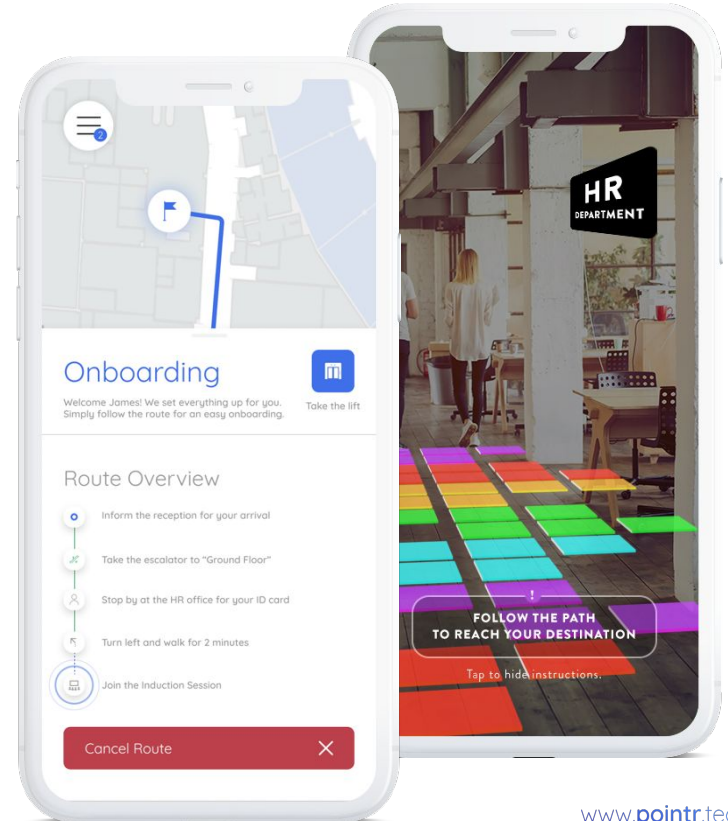 2
Onboarding
Welcome James! We set everything up for you.
Simply follow the route for an easy onboarding.
Take the lift
Route Overview
Inform the reception for your arrival
Take the escalator to "Ground Floor"
Stop by at the HR office for your ID card
Turn left and walk for 2 minutes
Join the Induction Session
Cancel Route
HR
DEPARTMENT
!
FOLLOW THE PATH
TO REACH YOUR DESTINATION
Tap to hide instructions.
www.pointr.tec